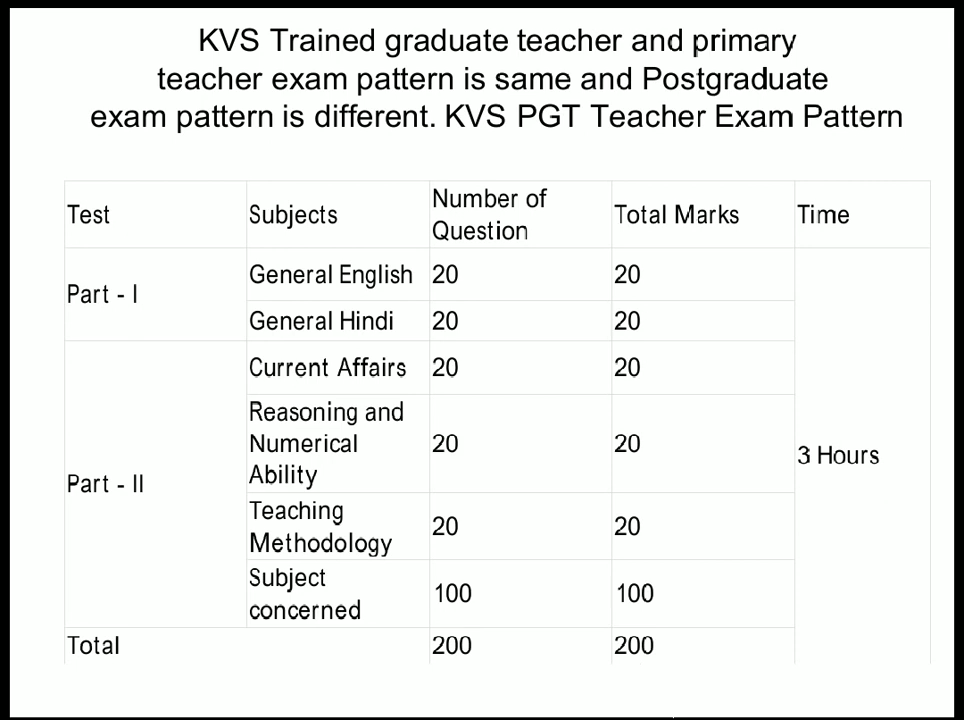 KVS Trained graduate teacher and primary
teacher exam pattern is same and Postgraduate
exam pattern is different. KVS PGT Teacher Exam Pattern
Test Subjects Number of Question Total Marks Time
Part - I General English 20 20 3 Hours
General Hindi 20 20
Part - II Current Affairs 20 20
Reasoning and Numerical Ability 20 20
Teaching Methodology 20 20
Subject concerned 100 100
Total 200 200